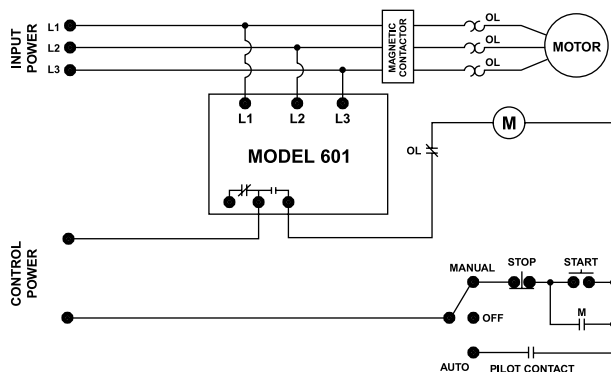 INPUT
POWER
L1
L2
L3
MAGNETIC
CONTACTOR
OL
OL
OL
MOTOR
L1
L2
L3
MODEL 601
OL
M
CONTROL
POWER
MANUAL
STOP
START
OFF
M
AUTO
PILOT CONTACT